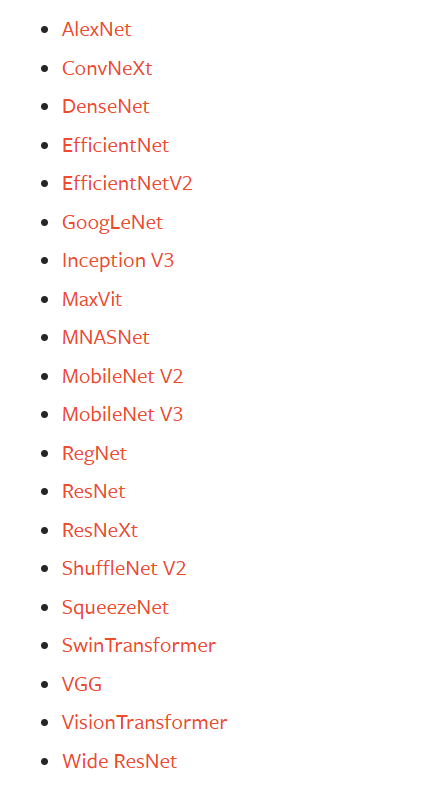 AlexNet
ConvNeXt
DenseNet
EfficientNet
EfficientNetV2
GoogLeNet
Inception V3
MaxVit
MNASNet
MobileNet V2
MobileNet V3
RegNet
ResNet
ResNeXt
ShuffleNet V2
SqueezeNet
SwinTransformer
VGG
VisionTransformer
Wide ResNet